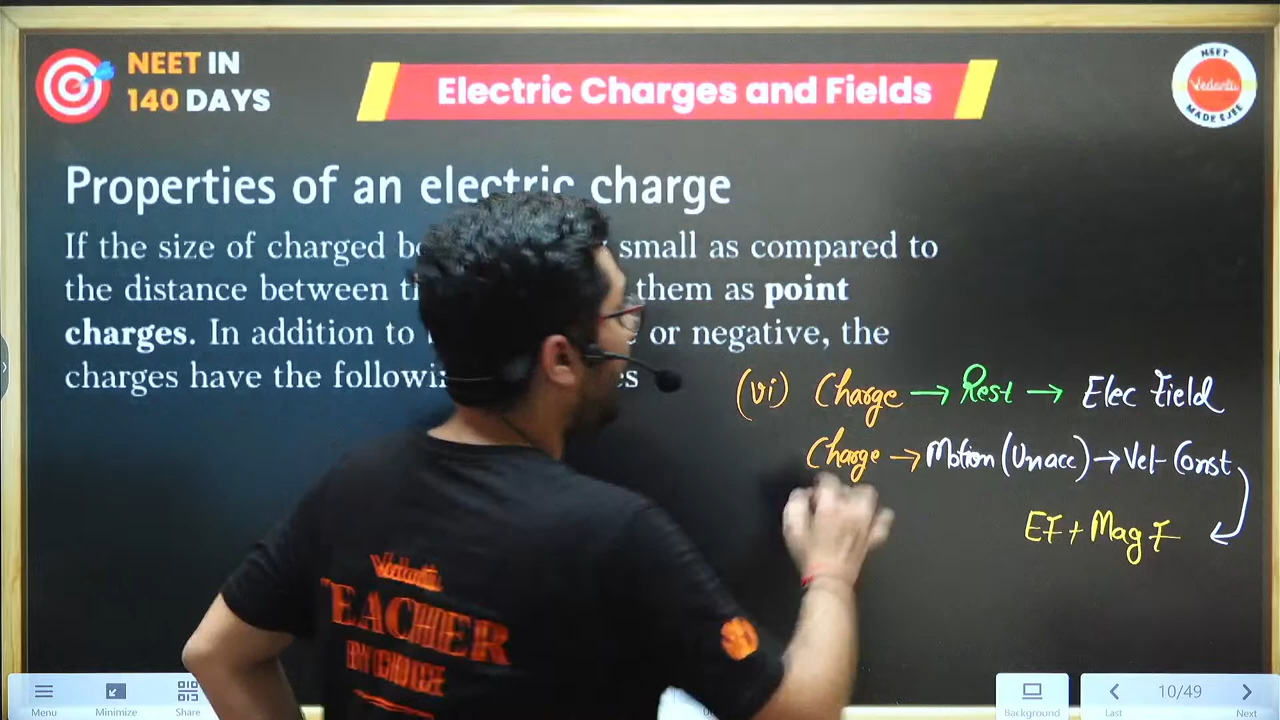 NEET IN
140 DAYS
Electric Charges and Fields
NEET
Vedantu
MADE EJEE
Properties of an electric charge
If the size of charged small as compared to
the distance between them as point
charges. In addition to or negative, the
charges have the
(vi) Charge → Rest → Elec Field
Charge → Motion (Unacc) → Vel- Const
EF + Mag F
Vedantu
TEACHER
BY CHOICE
Menu
Minimize
Share
Background
Last
10/49
Next